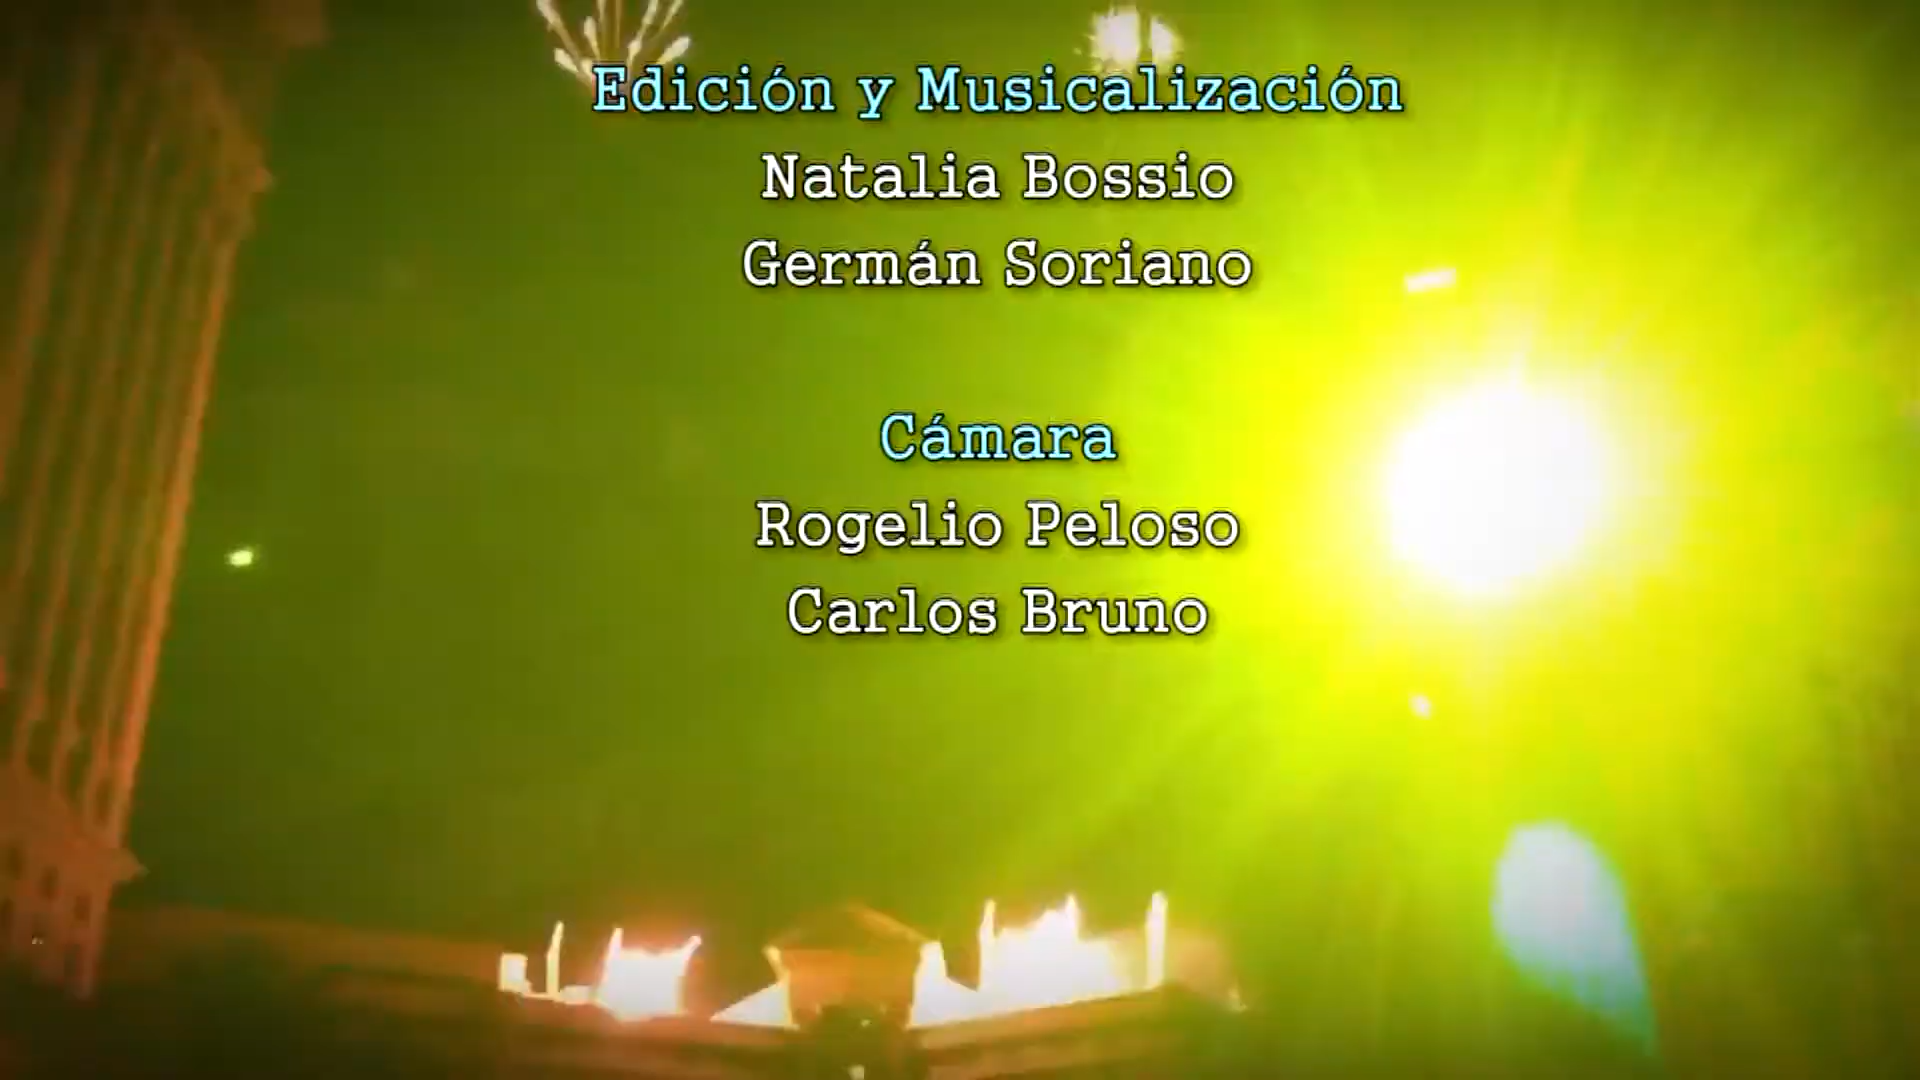 Edición y Musicalización
Natalia Bossio
Germán Soriano
Cámara
Rogelio Peloso
Carlos Bruno